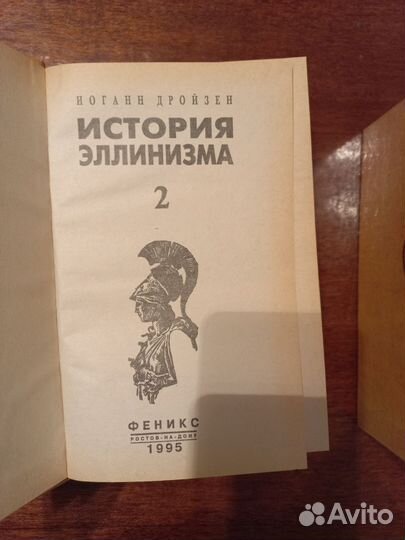 ИОГАНН ДРОЙЗЕН
ИСТОРИЯ
ЭЛЛИНИЗМА
2
ФЕНИКС
РОСТОВ-НА-ДОНУ
1995
Avito